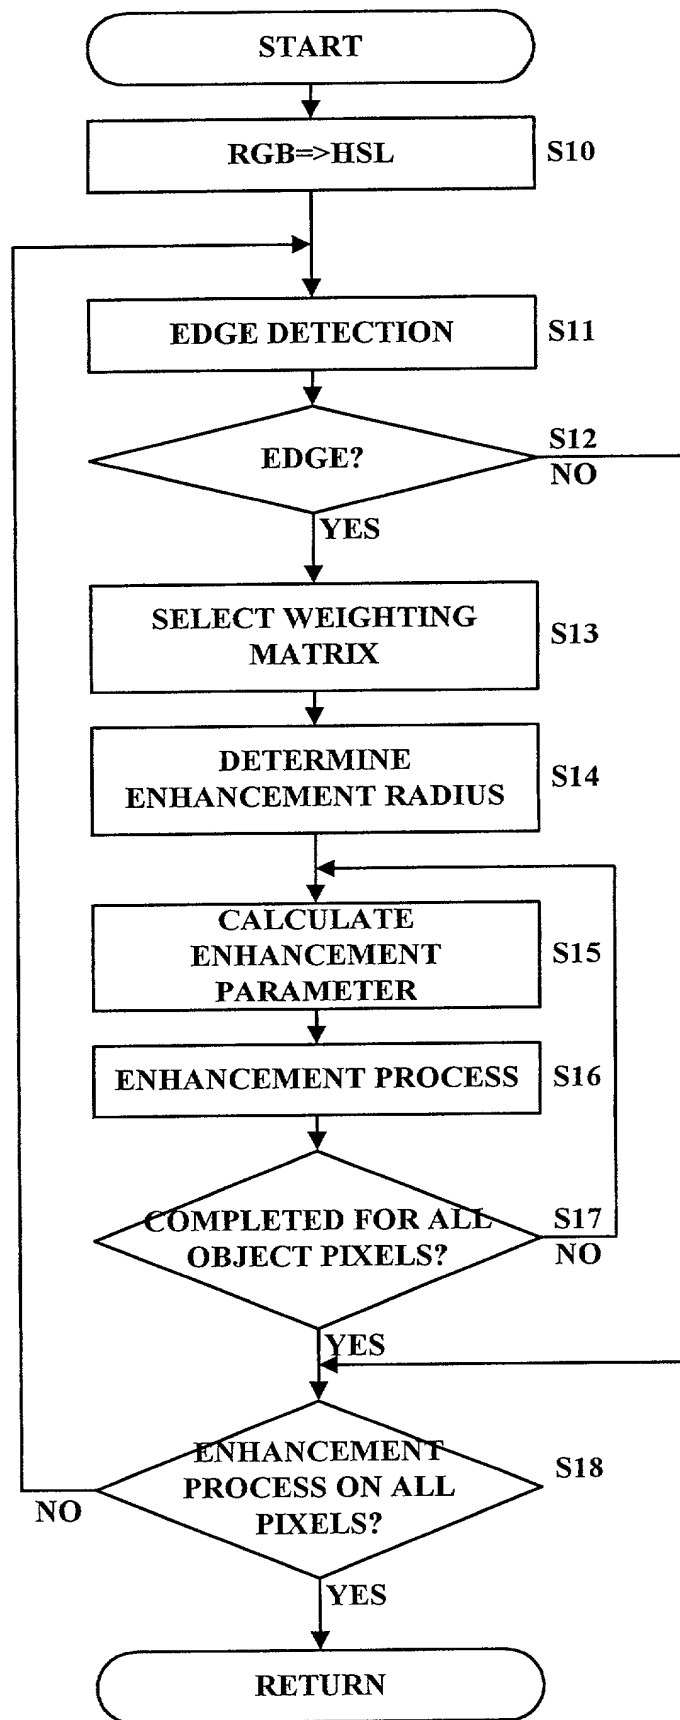 START
RGB=>HSL
S10
EDGE DETECTION
S11
EDGE?
S12
NO
YES
SELECT WEIGHTING
MATRIX
S13
DETERMINE
ENHANCEMENT RADIUS
S14
CALCULATE
ENHANCEMENT
PARAMETER
S15
ENHANCEMENT PROCESS
S16
COMPLETED FOR ALL
OBJECT PIXELS?
S17
NO
YES
ENHANCEMENT
PROCESS ON ALL
PIXELS?
S18
NO
YES
RETURN